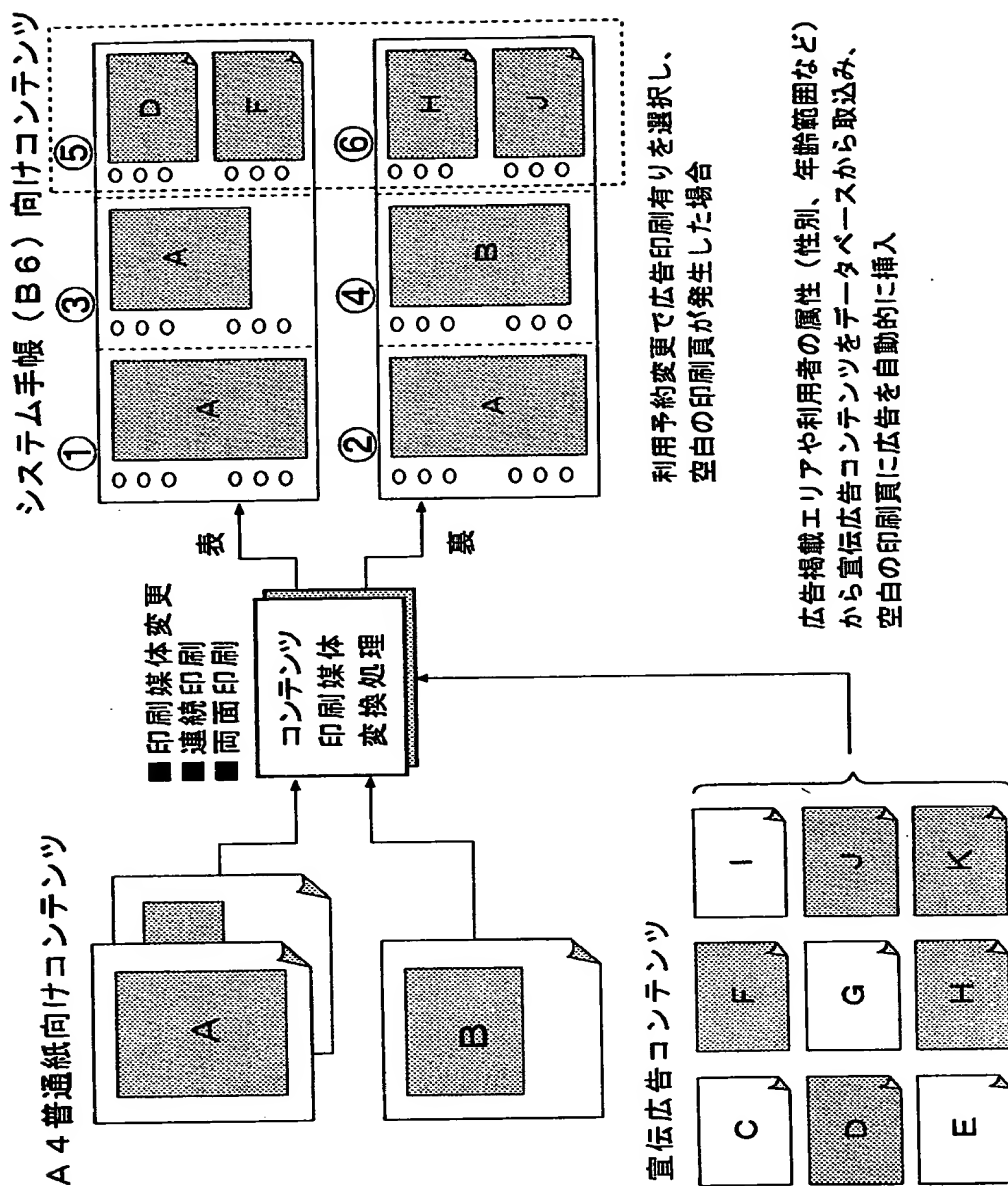 A4普通紙向けコンテンツ
A
B
■印刷媒体変更
■連続印刷
■両面印刷
コンテンツ
印刷媒体
変換処理
表
裏
システム手帳（B6）向けコンテンツ
①
③
⑤
A
A
D
F
②
④
⑥
A
B
H
J
利用予約変更で広告印刷有りを選択し、
空白の印刷頁が発生した場合
宣伝広告コンテンツ
C
F
I
D
G
J
E
H
K
広告掲載エリアや利用者の属性（性別、年齢範囲など）
から宣伝広告コンテンツをデータベースから取込み、
空白の印刷頁に広告を自動的に挿入